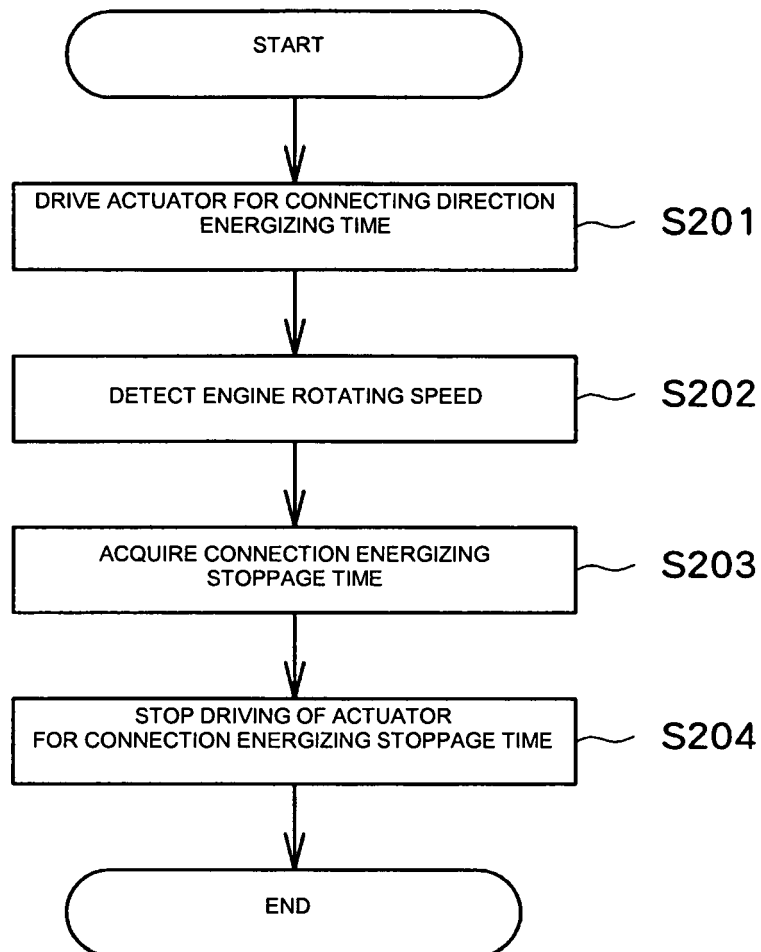 START
DRIVE ACTUATOR FOR CONNECTING DIRECTION
ENERGIZING TIME
S201
DETECT ENGINE ROTATING SPEED
S202
ACQUIRE CONNECTION ENERGIZING
STOPPAGE TIME
S203
STOP DRIVING OF ACTUATOR
FOR CONNECTION ENERGIZING STOPPAGE TIME
S204
END